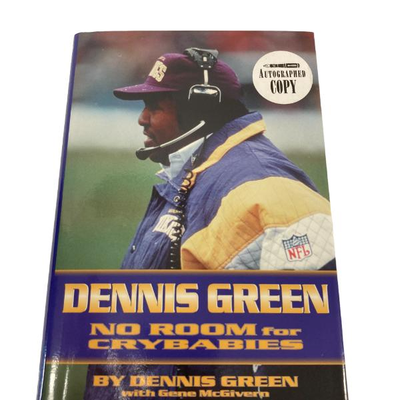 AUTOGRAPHED
COPY
NFL
DENNIS GREEN
NO ROOM for
CRYBABIES
BY DENNIS GREEN
with Gene McGivern